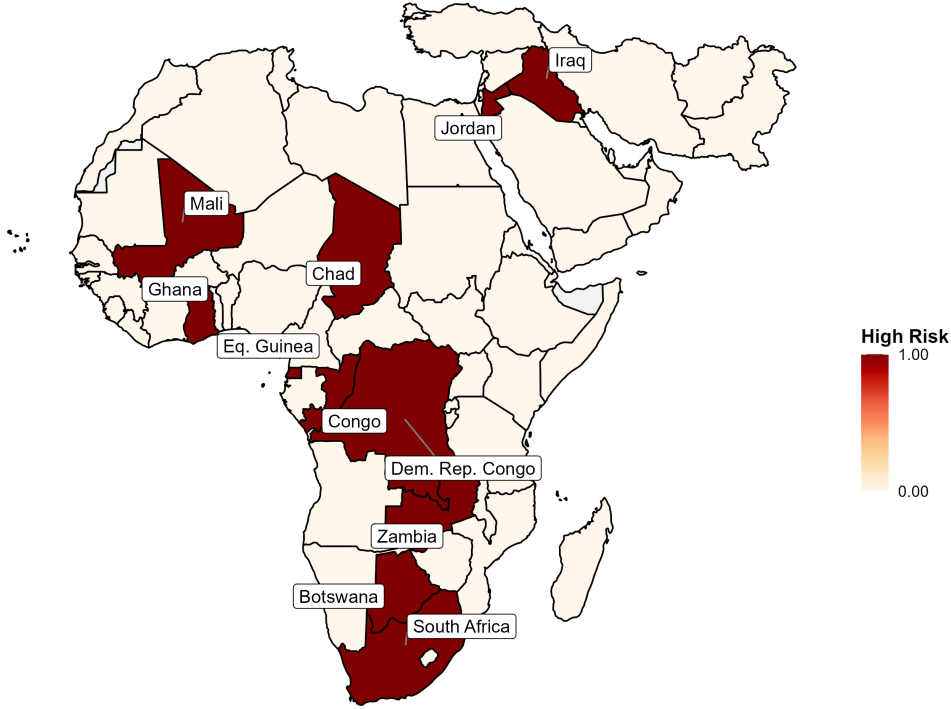 Iraq
Jordan
Mali
Chad
Ghana
Eq. Guinea
Congo
Dem. Rep. Congo
Zambia
Botswana
South Africa
High Risk
1.00
0.00